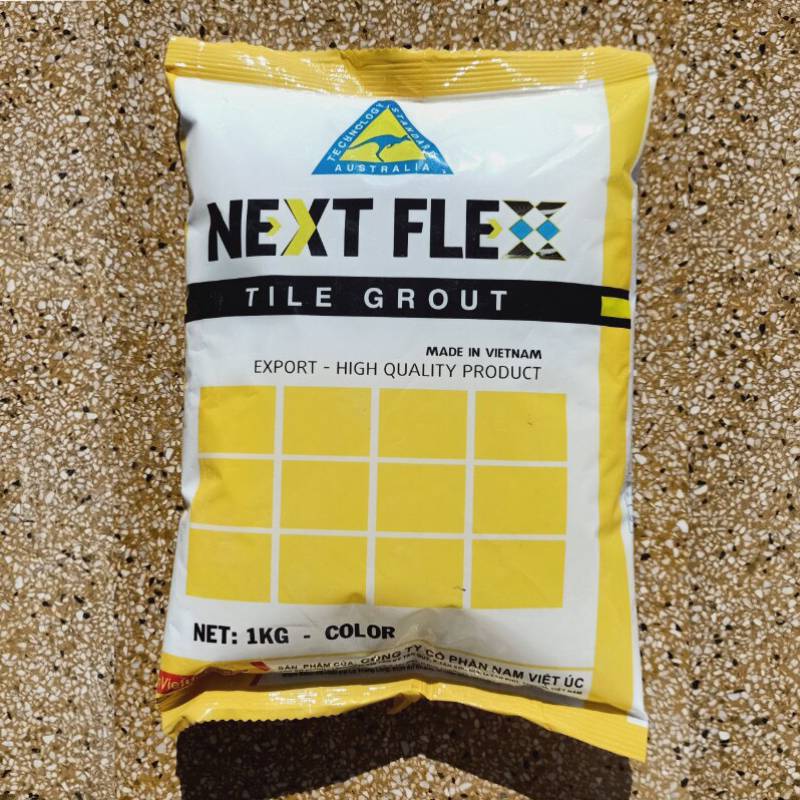 TECHNOLOGY STANDARD
AUSTRALIA
NEXT FLEX
TILE GROUT
MADE IN VIETNAM
EXPORT - HIGH QUALITY PRODUCT
NET: 1KG - COLOR
SẢN PHẨM CỦA: CÔNG TY CỔ PHẦN NAM VIỆT ÚC